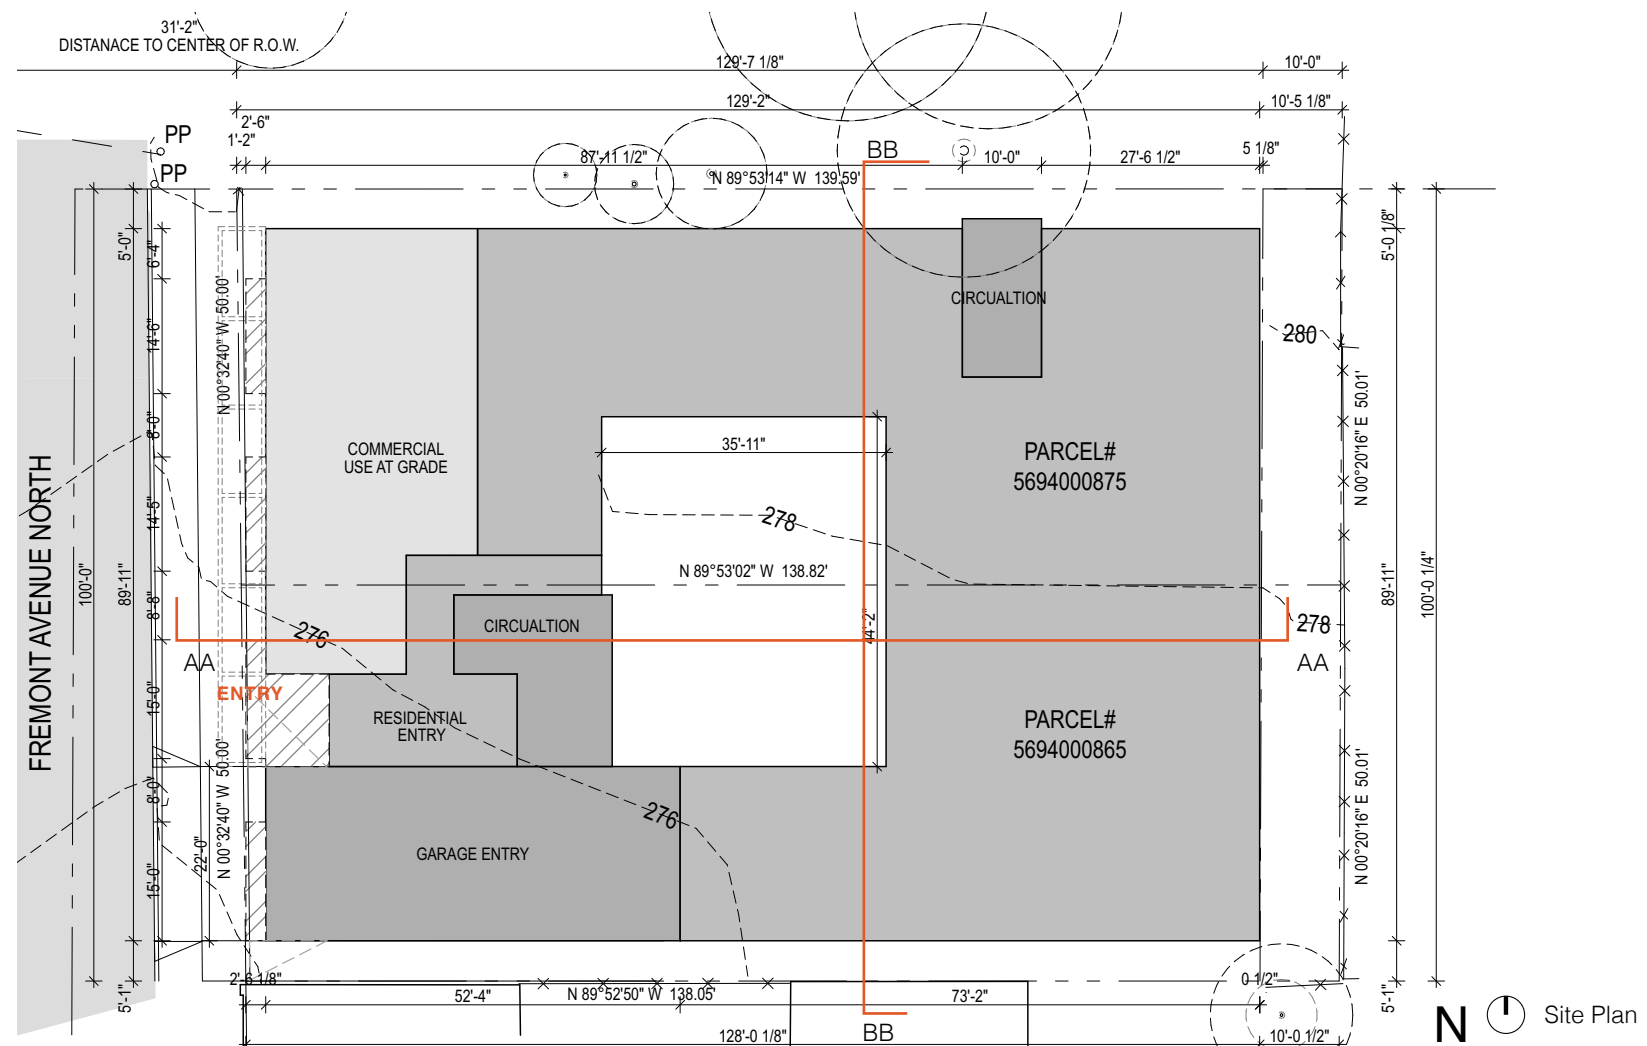 31'-2"
DISTANACE TO CENTER OF R.O.W.
129'-7 1/8"
10'-0"
129'-2"
10'-5 1/8"
2'-6"
1'-2"
PP
PP
87'-11 1/2"
BB
10'-0"
27'-6 1/2"
5 1/8"
N 89°53'14" W 139.59'
5'-0"
6'-4"
5'-0 1/8"
CIRCUALTION
280
14'-6"
N 00°32'40" W 50.00'
N 00°20'16" E 50.01'
8'-0"
COMMERCIAL
USE AT GRADE
35'-11"
PARCEL#
5694000875
14'-5"
278
FREMONT AVENUE NORTH
100'-0"
89'-11"
8'-8"
N 89°53'02" W 138.82'
89'-11"
100'-0 1/4"
276
CIRCUALTION
44'-2"
278
AA
AA
ENTRY
15'-0"
RESIDENTIAL
ENTRY
PARCEL#
5694000865
8'-0"
N 00°32'40" W 50.00'
N 00°20'16" E 50.01'
276
22'-0"
15'-0"
GARAGE ENTRY
2'-6 1/8"
0 1/2"
5'-1"
52'-4"
N 89°52'50" W 138.05'
73'-2"
5'-1"
128'-0 1/8"
BB
10'-0 1/2"
N
Site Plan